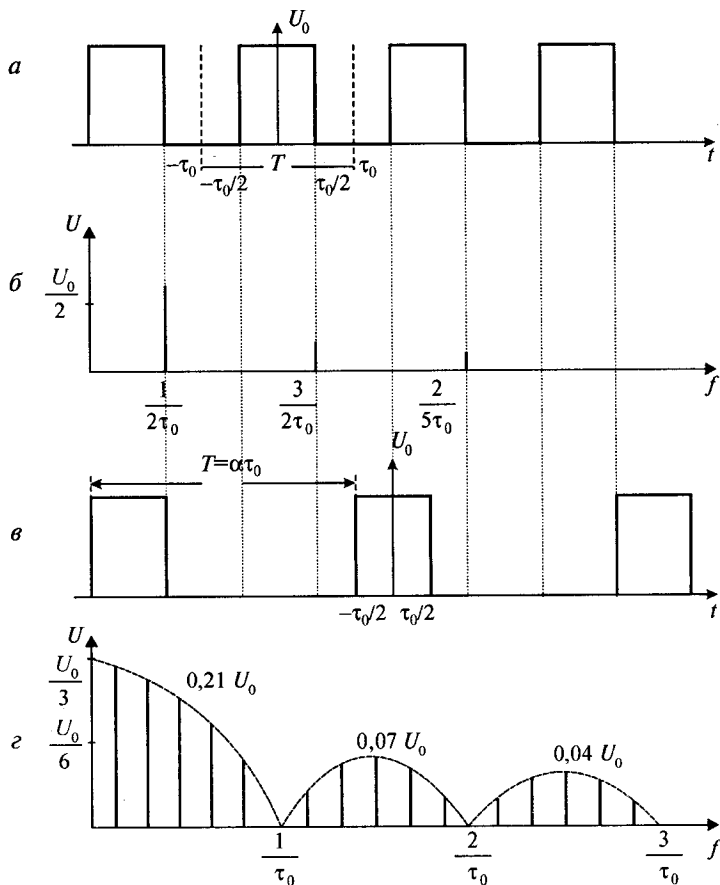 U₀
а
t
−τ₀ T τ₀
−τ₀/2 τ₀/2
U
б
U₀/2
f
1/2τ₀ 3/2τ₀ 2/5τ₀
T=ατ₀
U₀
в
−τ₀/2 τ₀/2
t
U
U₀/3
0,21 U₀
г
U₀/6
0,07 U₀ 0,04 U₀
f
1/τ₀ 2/τ₀ 3/τ₀